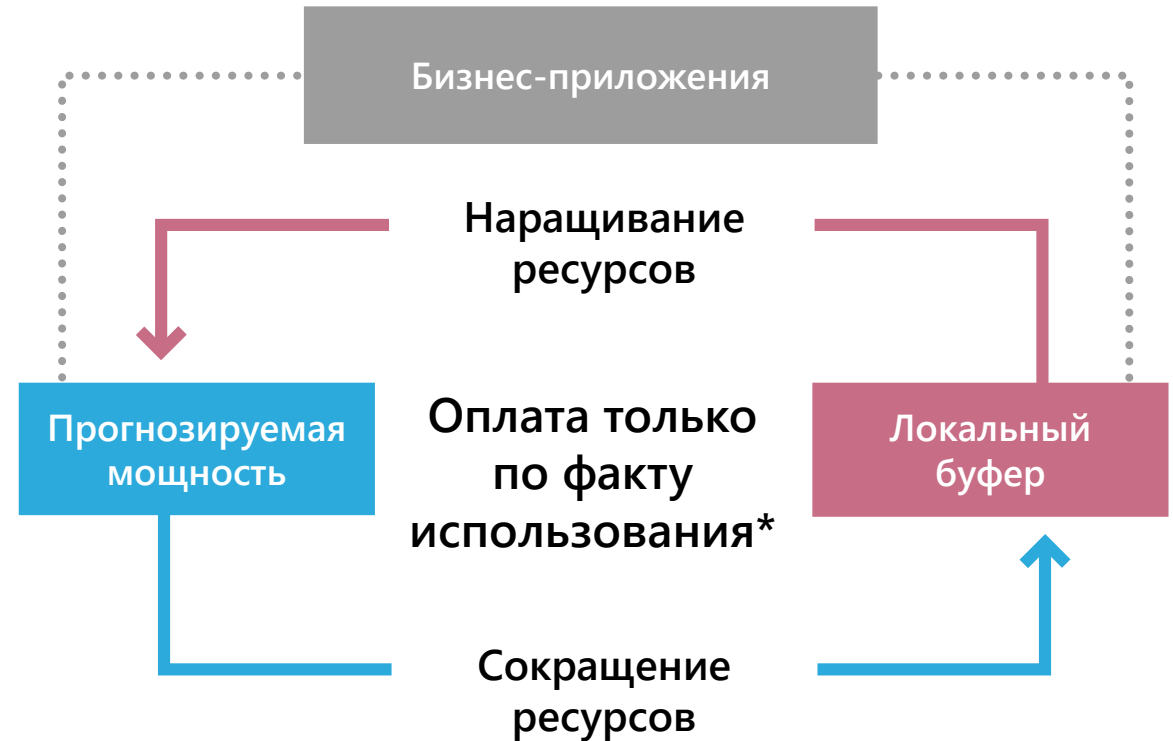 Бизнес-приложения
Наращивание
ресурсов
Прогнозируемая
мощность
Оплата только
по факту
использования*
Локальный
буфер
Сокращение
ресурсов